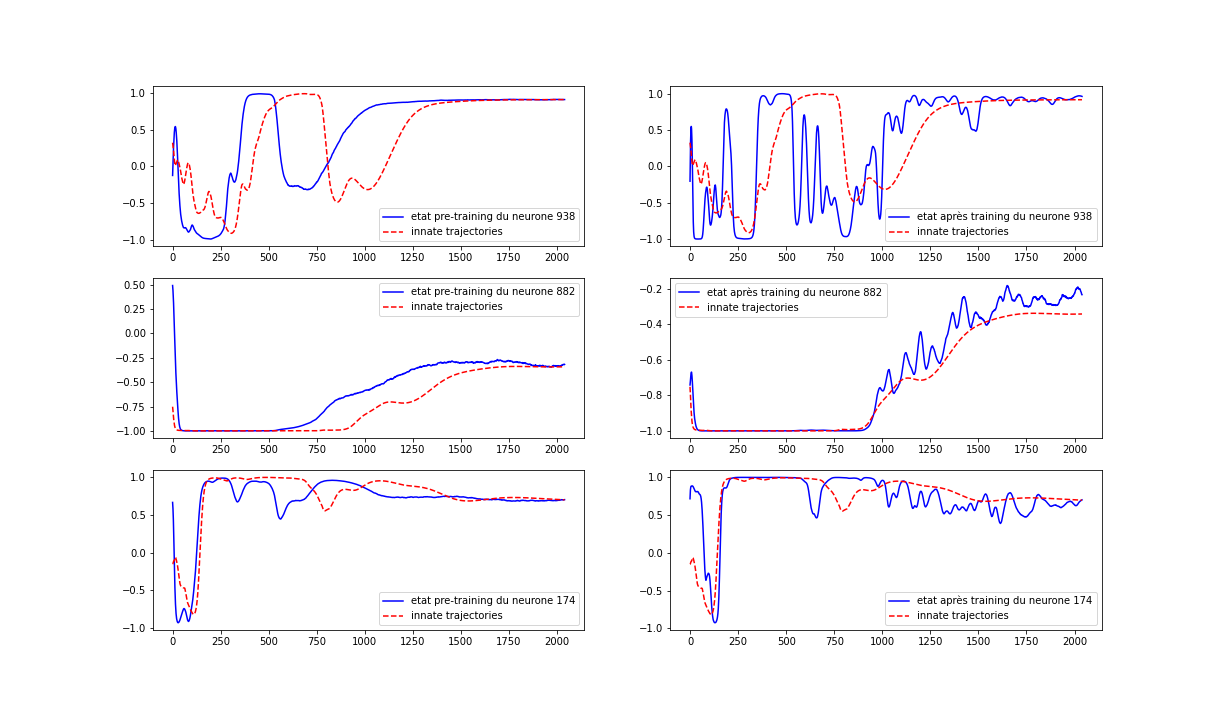 1.0
0.5
0.0
−0.5
−1.0
0 250 500 750 1000 1250 1500 1750 2000
etat pre-training du neurone 938
innate trajectories
1.0
0.5
0.0
−0.5
−1.0
0 250 500 750 1000 1250 1500 1750 2000
etat après training du neurone 938
innate trajectories
0.50
0.25
0.00
−0.25
−0.50
−0.75
−1.00
0 250 500 750 1000 1250 1500 1750 2000
etat pre-training du neurone 882
innate trajectories
−0.2
−0.4
−0.6
−0.8
−1.0
0 250 500 750 1000 1250 1500 1750 2000
etat après training du neurone 882
innate trajectories
1.0
0.5
0.0
−0.5
−1.0
0 250 500 750 1000 1250 1500 1750 2000
etat pre-training du neurone 174
innate trajectories
1.0
0.5
0.0
−0.5
−1.0
0 250 500 750 1000 1250 1500 1750 2000
etat après training du neurone 174
innate trajectories